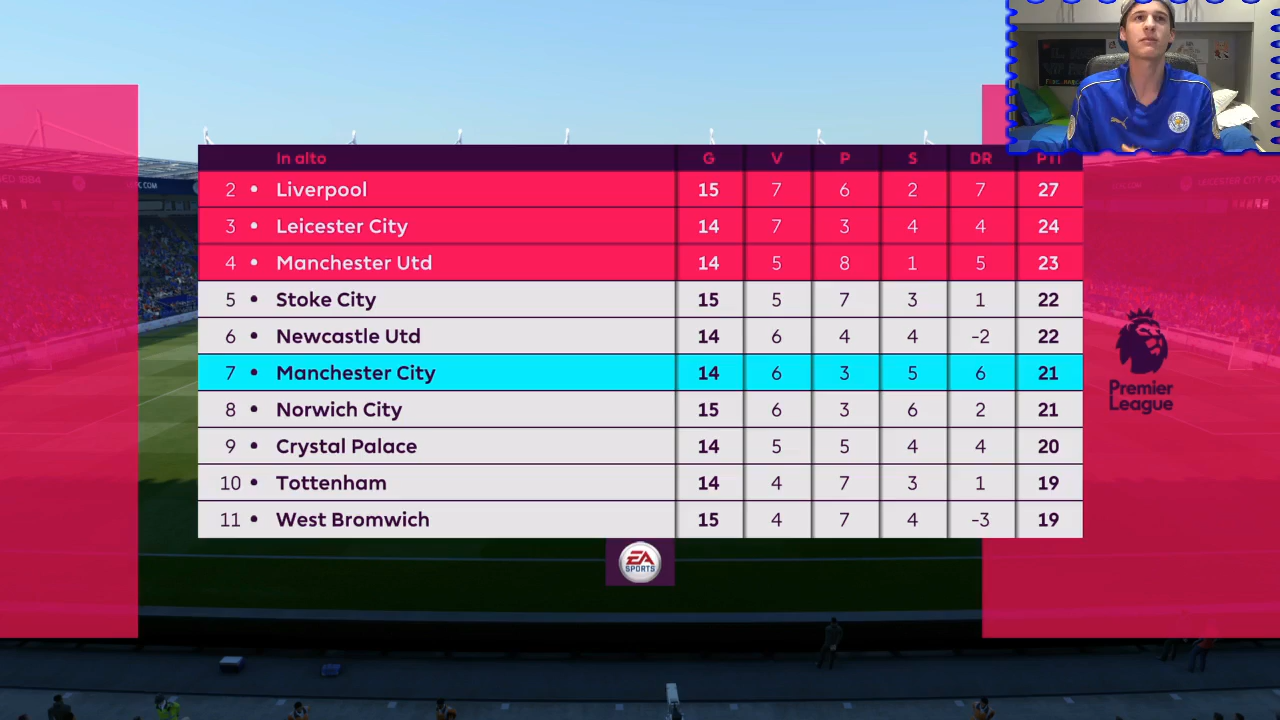 In alto G V P S DR PTI
2 • Liverpool 15 7 6 2 7 27
3 • Leicester City 14 7 3 4 4 24
4 • Manchester Utd 14 5 8 1 5 23
5 • Stoke City 15 5 7 3 1 22
6 • Newcastle Utd 14 6 4 4 -2 22
7 • Manchester City 14 6 3 5 6 21
8 • Norwich City 15 6 3 6 2 21
9 • Crystal Palace 14 5 5 4 4 20
10 • Tottenham 14 4 7 3 1 19
11 • West Bromwich 15 4 7 4 -3 19
Premier
League
EA
SPORTS